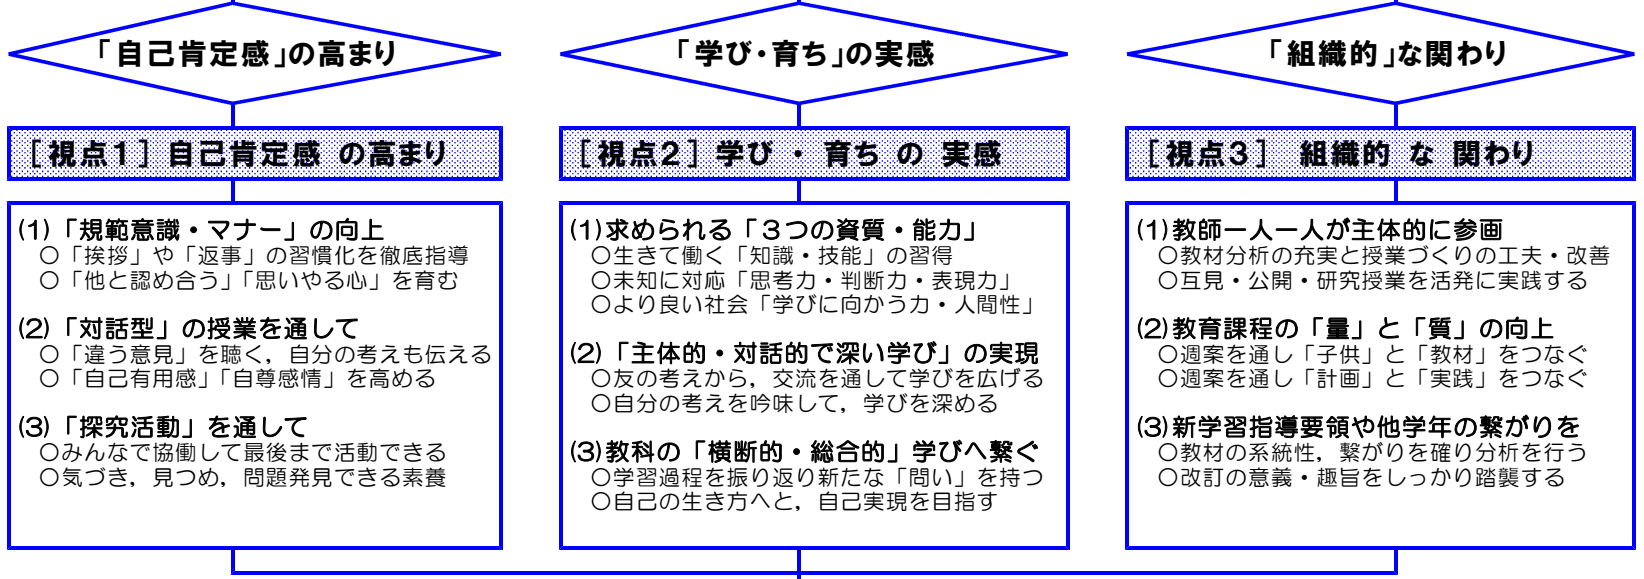 「自己肯定感」の高まり
[視点1] 自己肯定感 の高まり
(1)「規範意識・マナー」の向上
○「挨拶」や「返事」の習慣化を徹底指導
○「他と認め合う」「思いやる心」を育む
(2)「対話型」の授業を通して
○「違う意見」を聴く，自分の考えも伝える
○「自己有用感」「自尊感情」を高める
(3)「探究活動」を通して
○みんなで協働して最後まで活動できる
○気づき，見つめ，問題発見できる素養
「学び・育ち」の実感
[視点2] 学び ・ 育ち の 実感
(1)求められる「３つの資質・能力」
○生きて働く「知識・技能」の習得
○未知に対応「思考力・判断力・表現力」
○より良い社会「学びに向かう力・人間性」
(2)「主体的・対話的で深い学び」の実現
○友の考えから，交流を通して学びを広げる
○自分の考えを吟味して，学びを深める
(3)教科の「横断的・総合的」学びへ繋ぐ
○学習過程を振り返り新たな「問い」を持つ
○自己の生き方へと，自己実現を目指す
「組織的」な関わり
[視点3] 組織的 な 関わり
(1)教師一人一人が主体的に参画
○教材分析の充実と授業づくりの工夫・改善
○互見・公開・研究授業を活発に実践する
(2)教育課程の「量」と「質」の向上
○週案を通し「子供」と「教材」をつなぐ
○週案を通し「計画」と「実践」をつなぐ
(3)新学習指導要領や他学年の繋がりを
○教材の系統性，繋がりを確り分析を行う
○改訂の意義・趣旨をしっかり踏襲する